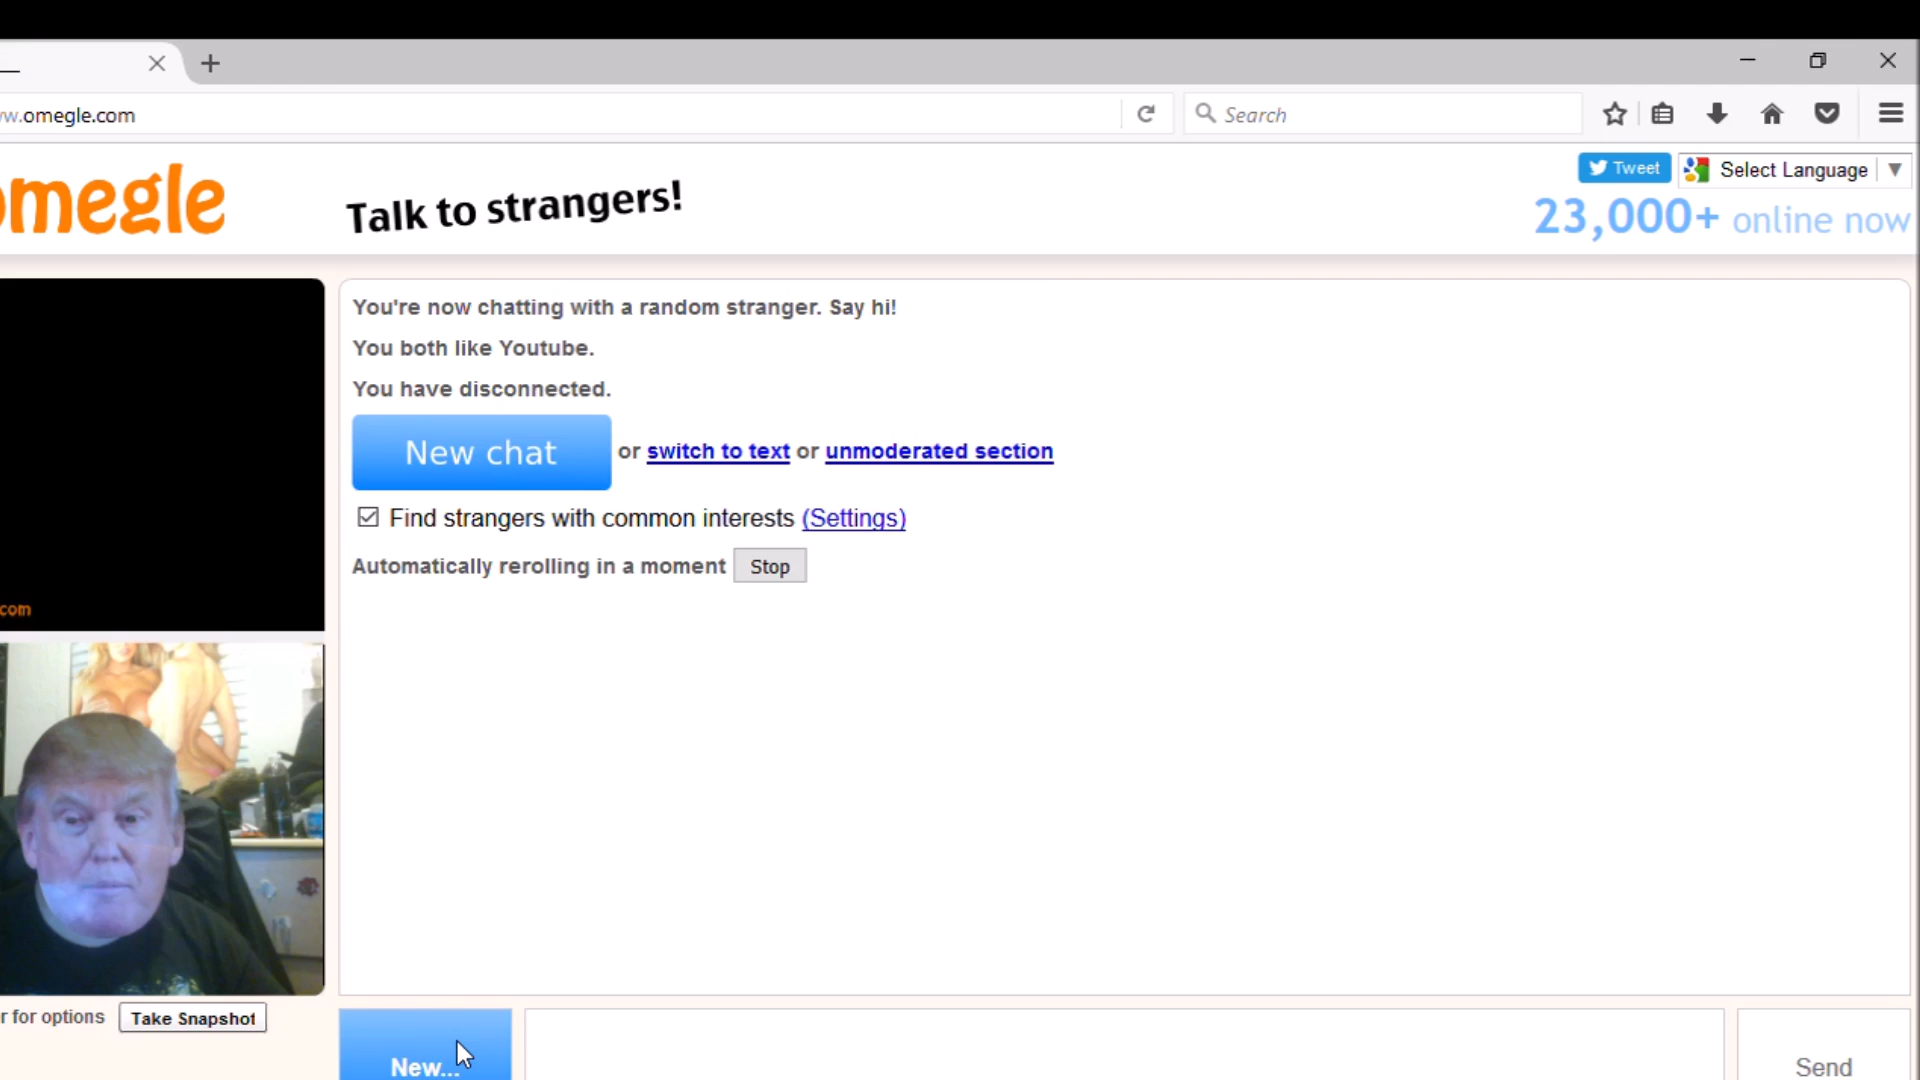 w.omegle.com
Search
omegle
Talk to strangers!
Tweet
Select Language
23,000+ online now
You're now chatting with a random stranger. Say hi!
You both like Youtube.
You have disconnected.
New chat or switch to text or unmoderated section
Find strangers with common interests (Settings)
Automatically rerolling in a moment Stop
com
r for options Take Snapshot
New...
Send